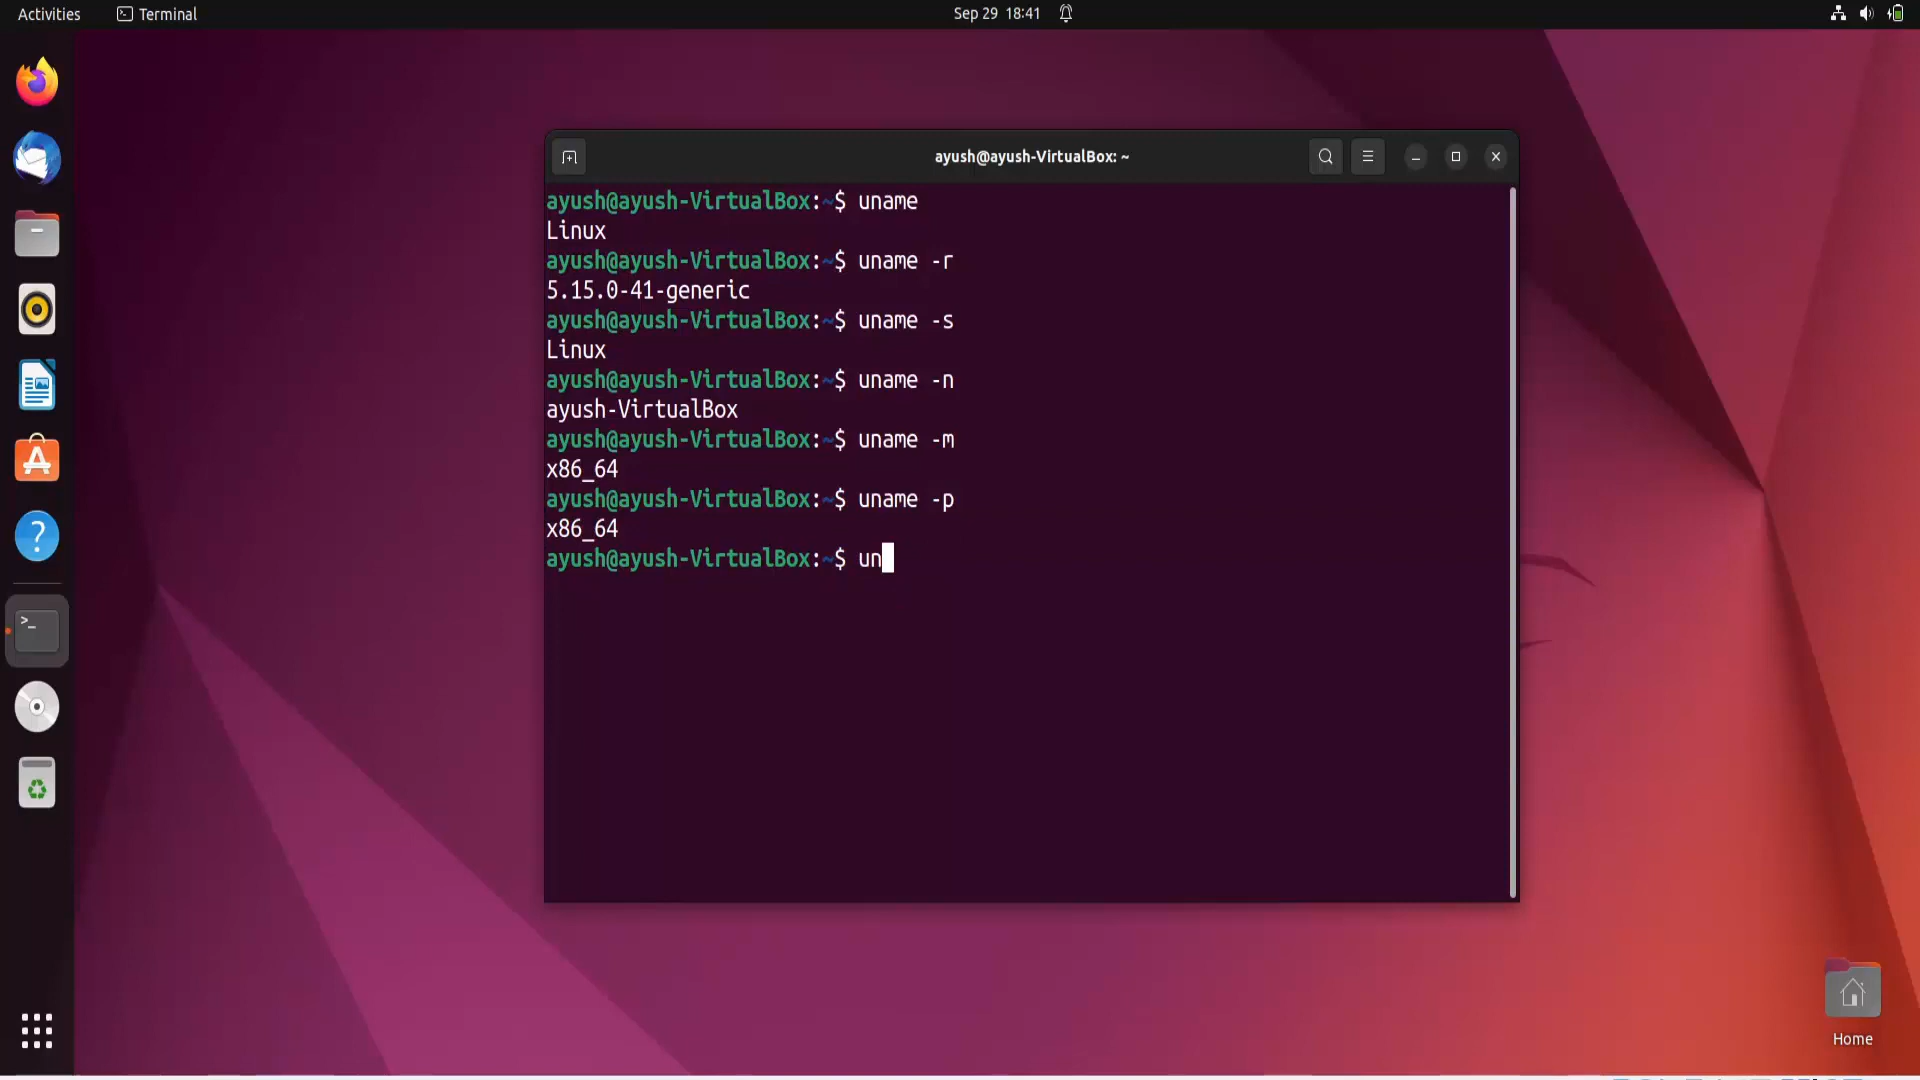 Activities
Terminal
Sep 29 18:41
ayush@ayush-VirtualBox: ~
ayush@ayush-VirtualBox:~$ uname
Linux
ayush@ayush-VirtualBox:~$ uname -r
5.15.0-41-generic
ayush@ayush-VirtualBox:~$ uname -s
Linux
ayush@ayush-VirtualBox:~$ uname -n
ayush-VirtualBox
ayush@ayush-VirtualBox:~$ uname -m
x86_64
ayush@ayush-VirtualBox:~$ uname -p
x86_64
ayush@ayush-VirtualBox:~$ un
Home